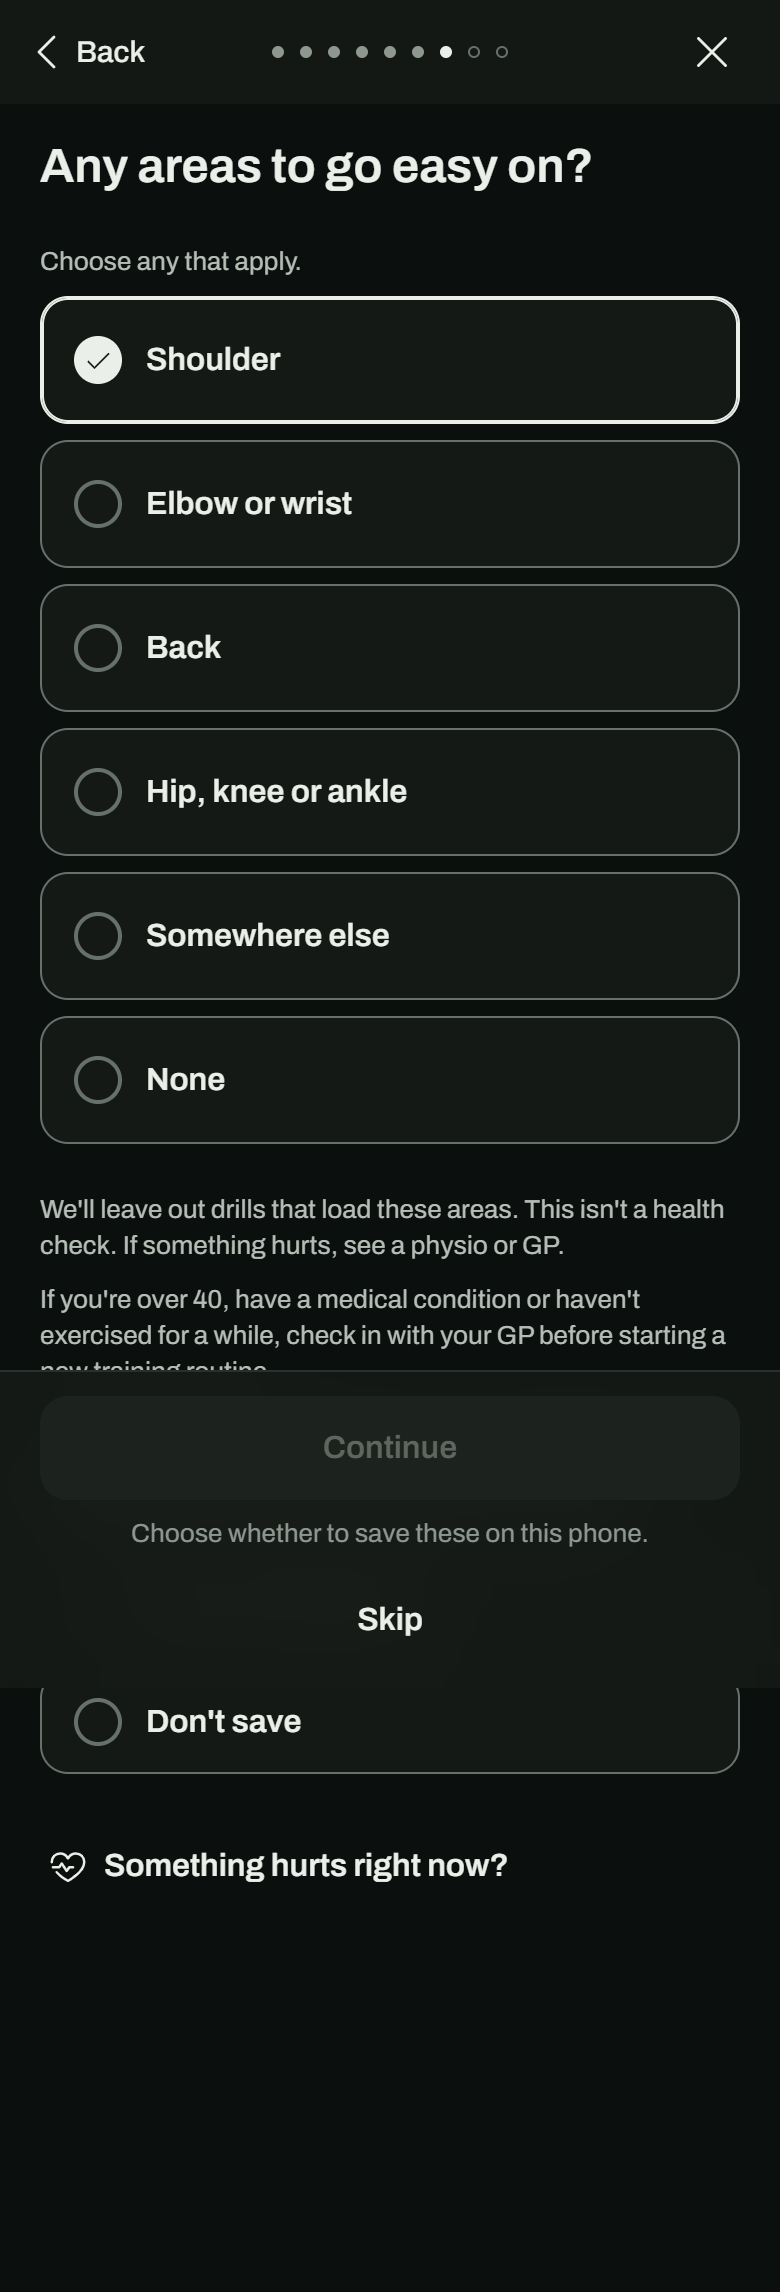 Back
Any areas to go easy on?
Choose any that apply.
Shoulder
Elbow or wrist
Back
Hip, knee or ankle
Somewhere else
None
We'll leave out drills that load these areas. This isn't a health
check. If something hurts, see a physio or GP.
If you're over 40, have a medical condition or haven't
exercised for a while, check in with your GP before starting a
new training routine.
Continue
Choose whether to save these on this phone.
Skip
Don't save
Something hurts right now?